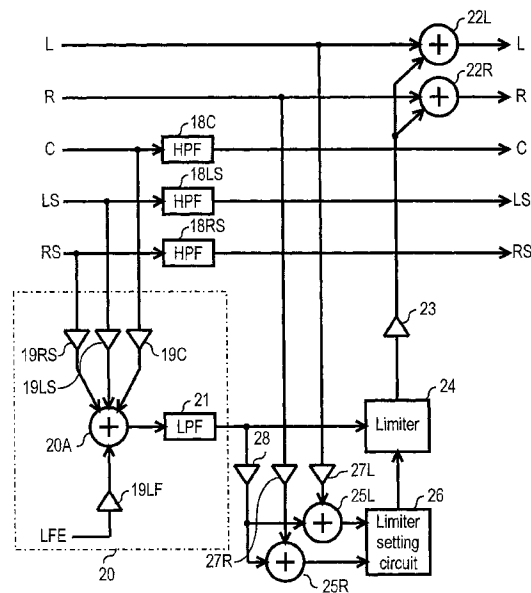 22L
L
L
22R
R
R
18C
C
HPF
C
18LS
LS
HPF
LS
18RS
RS
HPF
RS
23
19RS
19LS
19C
21
24
20A
+
+
+
LPF
28
Limiter
19LF
27L
25L
26
LFE
27R
+
+
Limiter
setting
circuit
20
25R